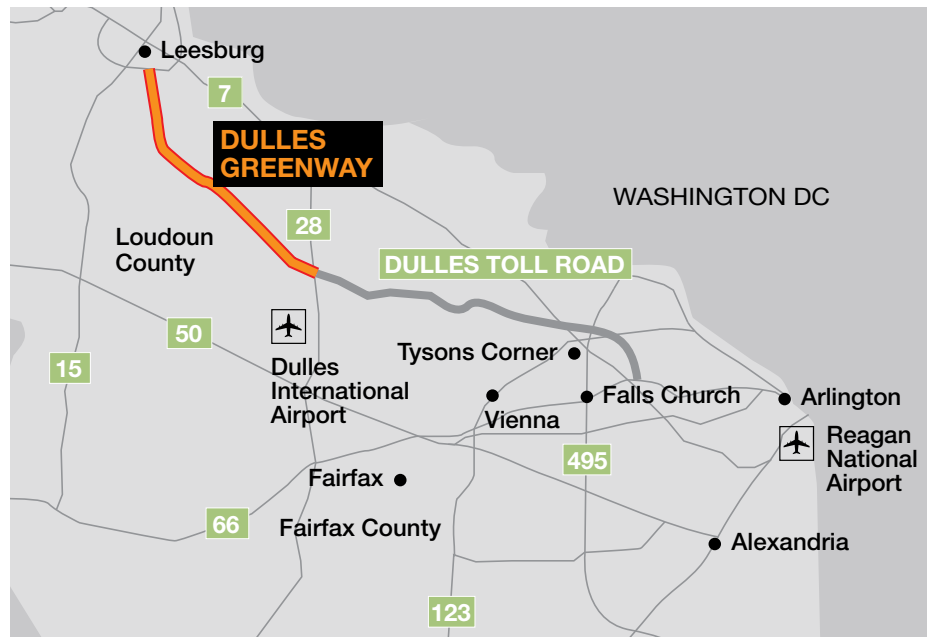 Leesburg
7
DULLES
GREENWAY
WASHINGTON DC
28
Loudoun
County
DULLES TOLL ROAD
50
Tysons Corner
15
Dulles
International
Airport
Falls Church
Arlington
Vienna
Reagan
National
Airport
495
Fairfax
66
Fairfax County
Alexandria
123